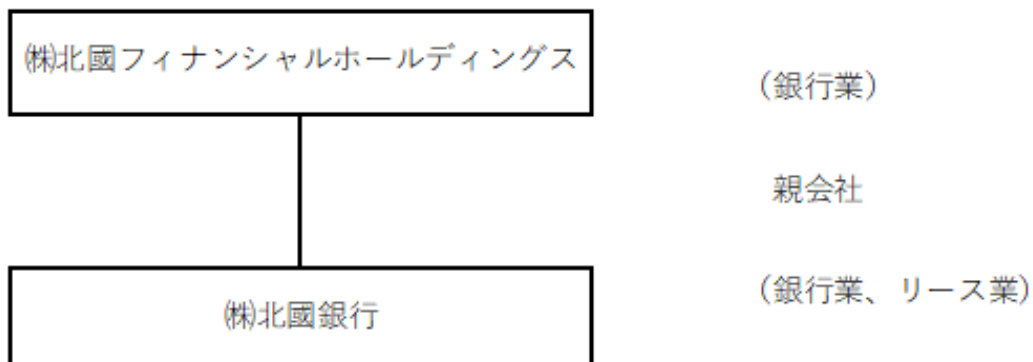 ㈱北國フィナンシャルホールディングス
（銀行業）
親会社
（銀行業、リース業）
㈱北國銀行